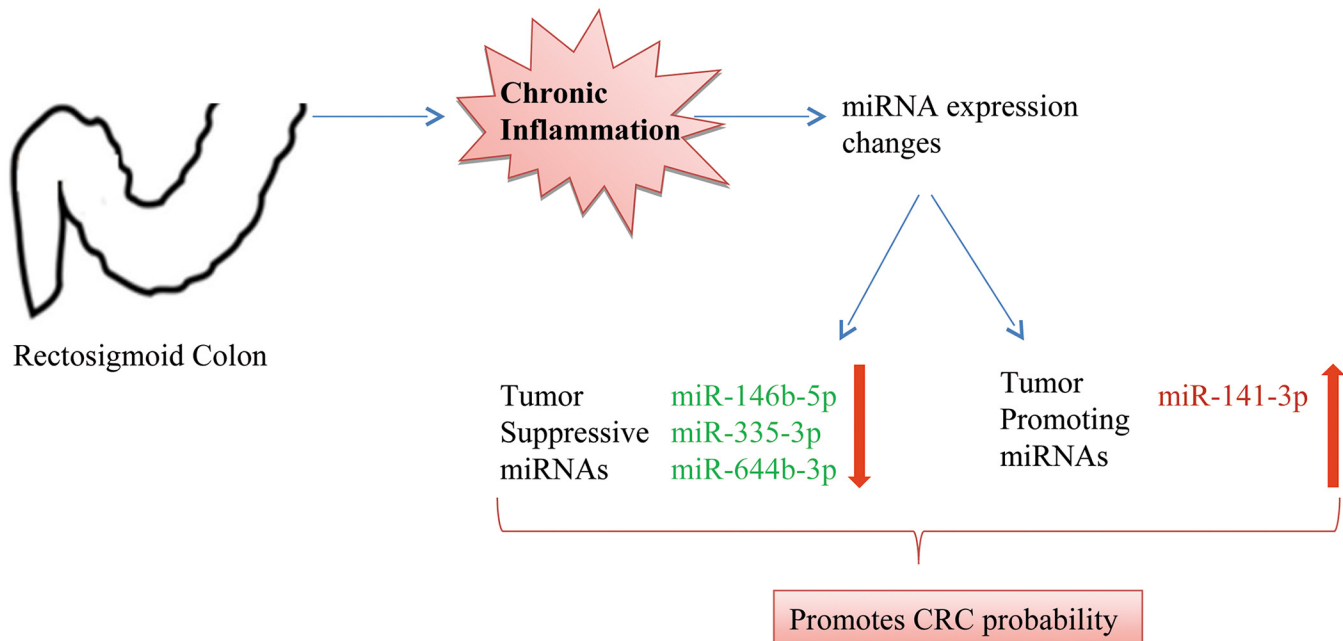 Chronic
Inflammation
miRNA expression
changes
Rectosigmoid Colon
Tumor
Suppressive
miRNAs
miR-146b-5p
miR-335-3p
miR-644b-3p
Tumor
Promoting
miRNAs
miR-141-3p
Promotes CRC probability